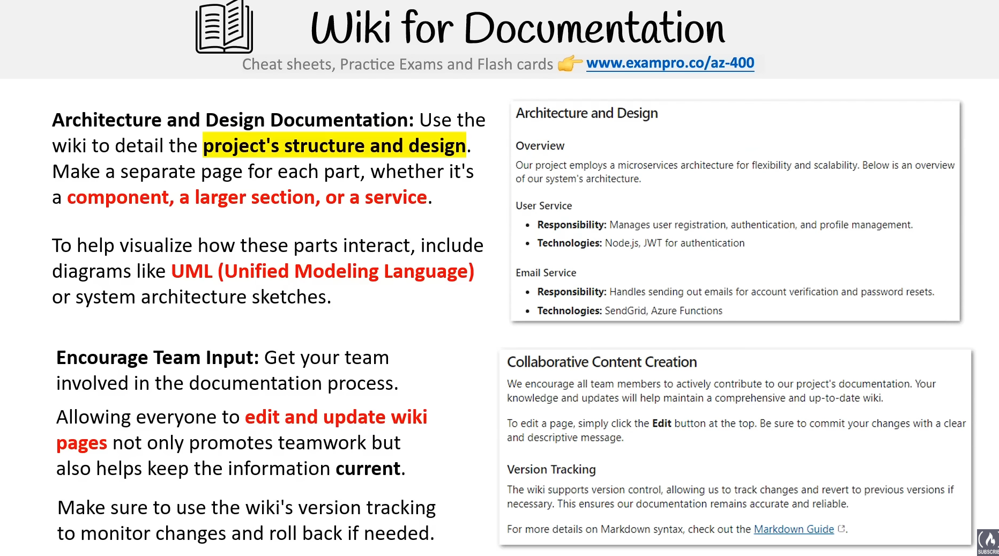 Wiki for Documentation
Cheat sheets, Practice Exams and Flash cards 👉 www.exampro.co/az-400
Architecture and Design Documentation: Use the
wiki to detail the project's structure and design.
Make a separate page for each part, whether it's
a component, a larger section, or a service.
To help visualize how these parts interact, include
diagrams like UML (Unified Modeling Language)
or system architecture sketches.
Encourage Team Input: Get your team
involved in the documentation process.
Allowing everyone to edit and update wiki
pages not only promotes teamwork but
also helps keep the information current.
Make sure to use the wiki's version tracking
to monitor changes and roll back if needed.
Architecture and Design
Overview
Our project employs a microservices architecture for flexibility and scalability. Below is an overview
of our system's architecture.
User Service
• Responsibility: Manages user registration, authentication, and profile management.
• Technologies: Node.js, JWT for authentication
Email Service
• Responsibility: Handles sending out emails for account verification and password resets.
• Technologies: SendGrid, Azure Functions
Collaborative Content Creation
We encourage all team members to actively contribute to our project's documentation. Your
knowledge and updates will help maintain a comprehensive and up-to-date wiki.
To edit a page, simply click the Edit button at the top. Be sure to commit your changes with a clear
and descriptive message.
Version Tracking
The wiki supports version control, allowing us to track changes and revert to previous versions if
necessary. This ensures our documentation remains accurate and reliable.
For more details on Markdown syntax, check out the Markdown Guide.
SUBSCRIBE